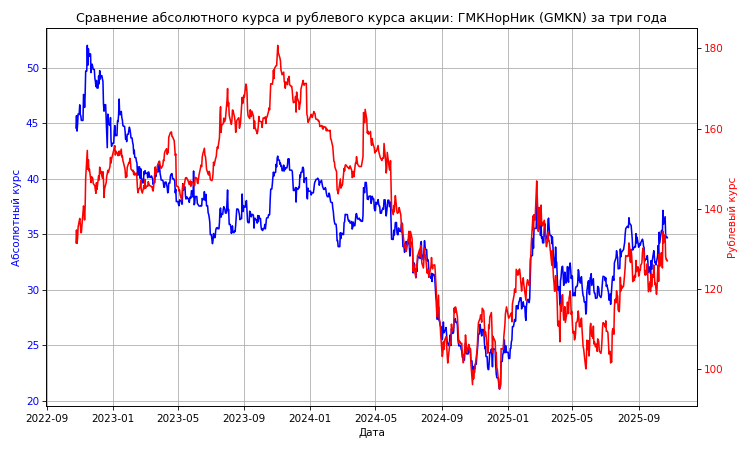 Сравнение абсолютного курса и рублевого курса акции: ГМКНорНик (GMKN) за три года
50
45
40
35
30
25
20
Абсолютный курс
180
160
140
120
100
Рублевый курс
2022-09 2023-01 2023-05 2023-09 2024-01 2024-05 2024-09 2025-01 2025-05 2025-09
Дата